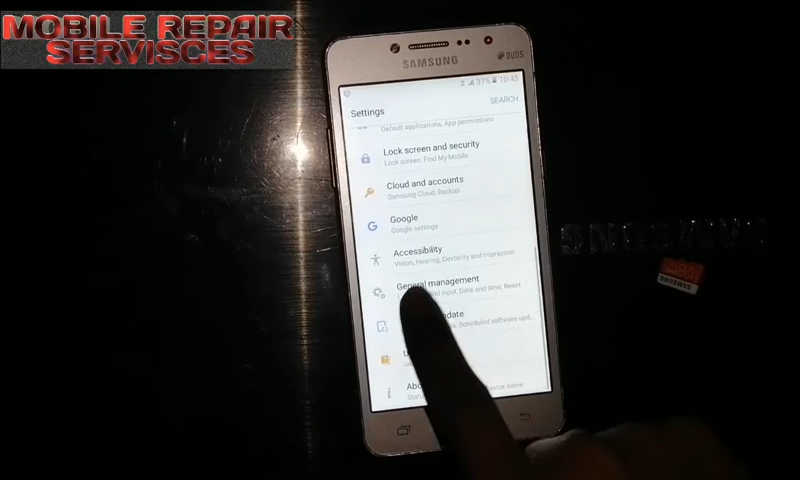 MOBILE REPAIR
SERVISCES
SAMSUNG
DUOS
37% 10:45
Settings
SEARCH
Default applications, App permissions
Lock screen and security
Lock screen, Find My Mobile
Cloud and accounts
Samsung Cloud, Backup
Google
Google settings
Accessibility
Vision, Hearing, Dexterity and interaction
General management
input, Date and time, Reset
Scheduled software upd..
SAMSUNG